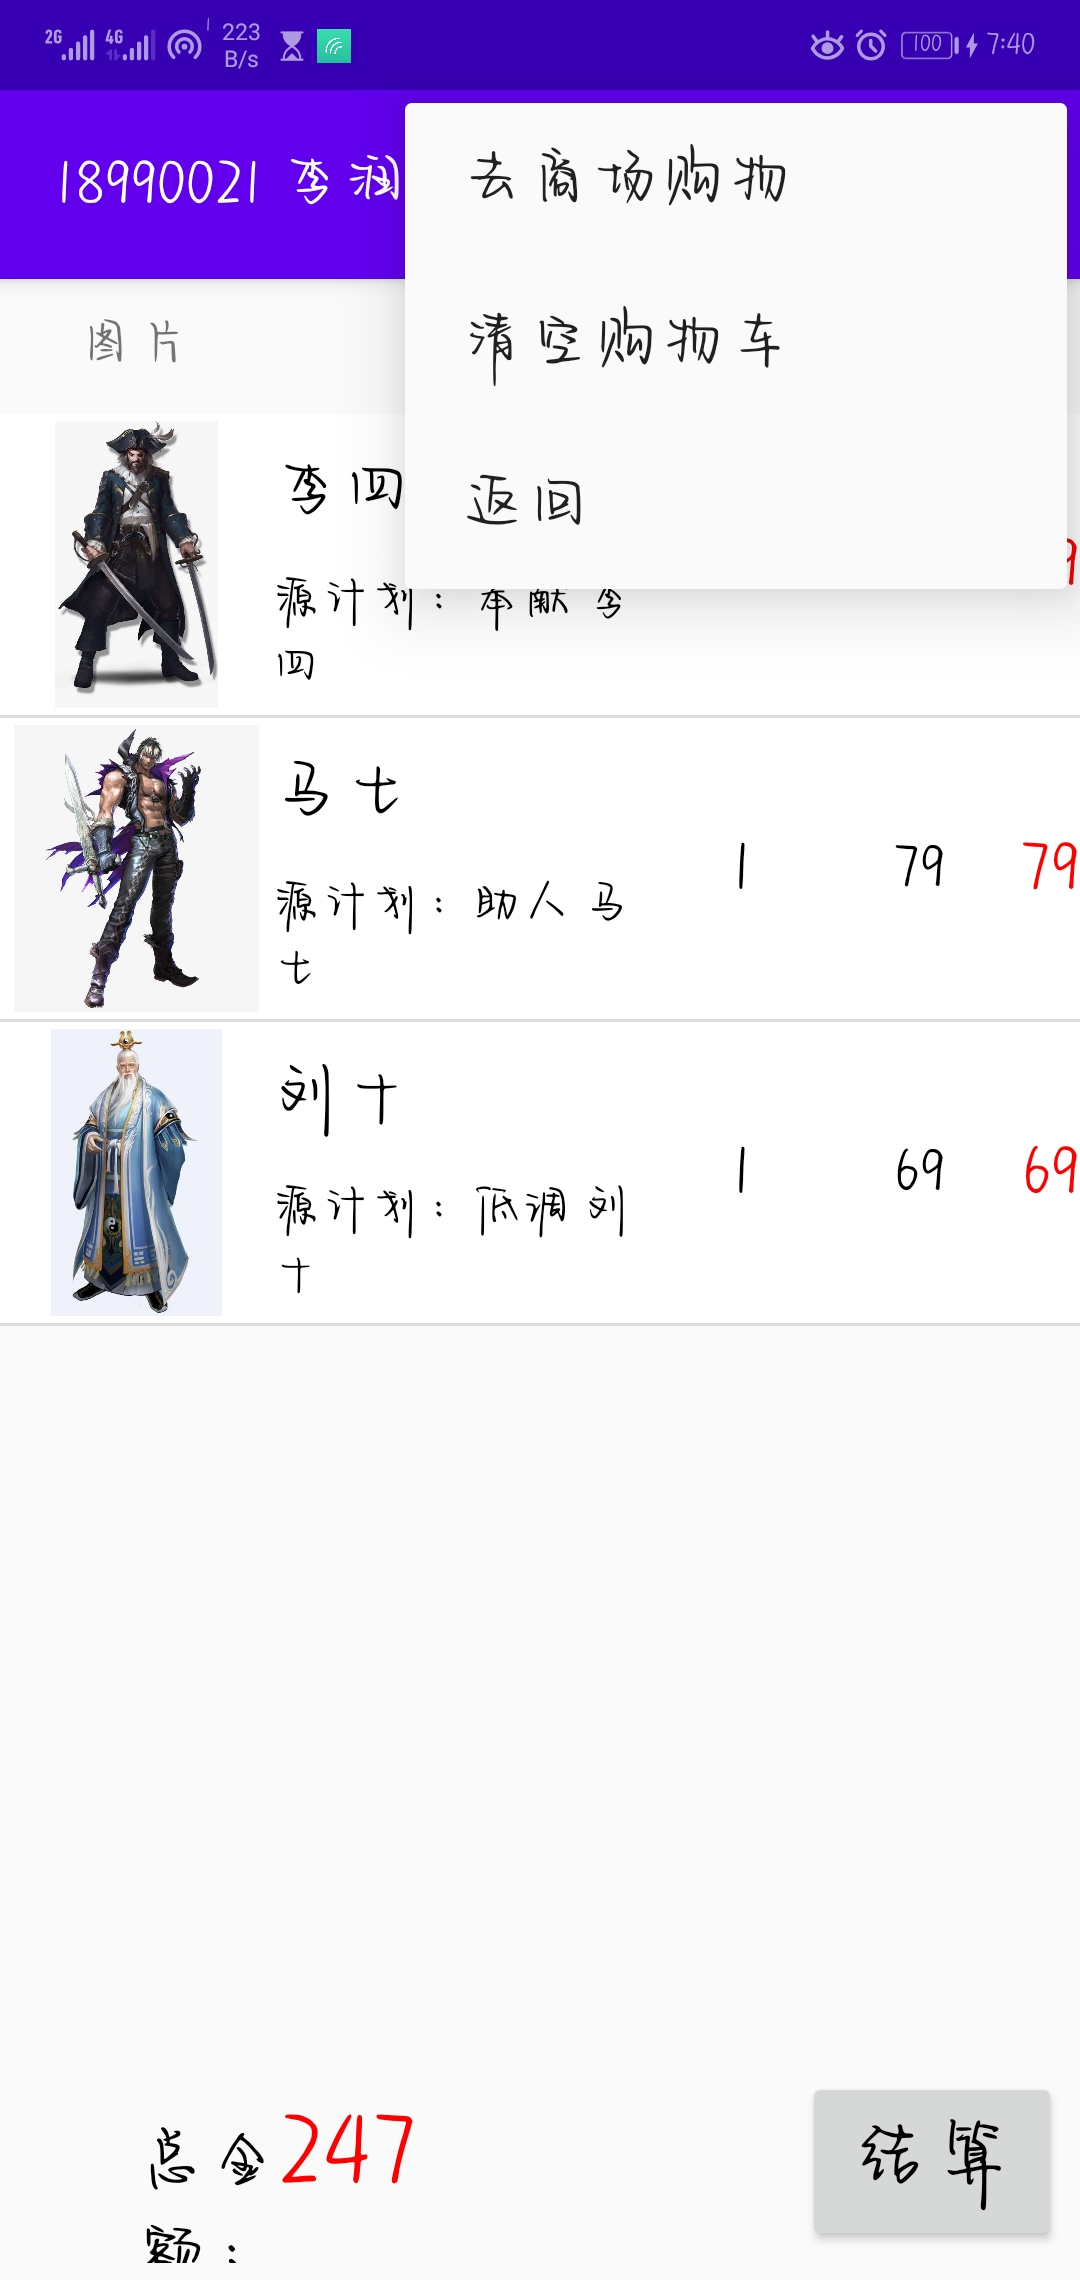 2G 4G 223 B/s 100 7:40
18990021 李润
去商场购物
清空购物车
返回
图片
李四
源计划：奉献 李
四
9
马七
源计划：助人 马
七
1 79 79
刘十
源计划：低调 刘
十
1 69 69
总金247
额：
结算